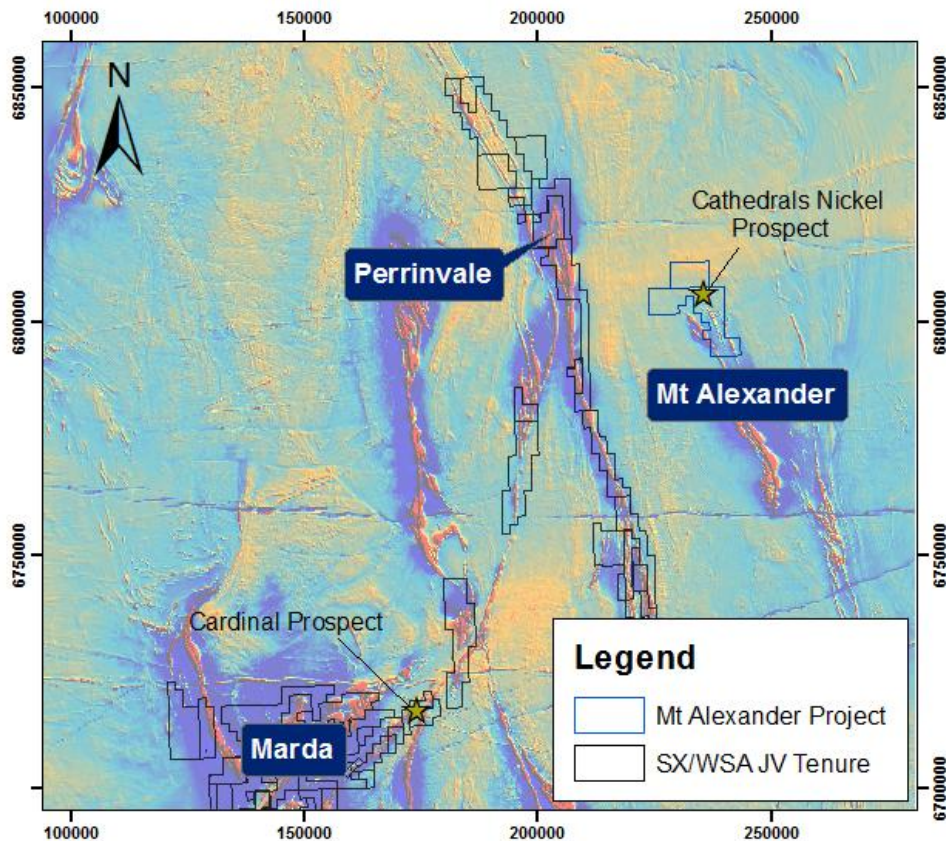 100000 150000 200000 250000
6850000 6850000
N
Cathedrals Nickel
Prospect
Perrinvale
6800000 6800000
Mt Alexander
6750000 6750000
Cardinal Prospect
Legend
Mt Alexander Project
Marda
SX/WSA JV Tenure
6700000 6700000
100000 150000 200000 250000